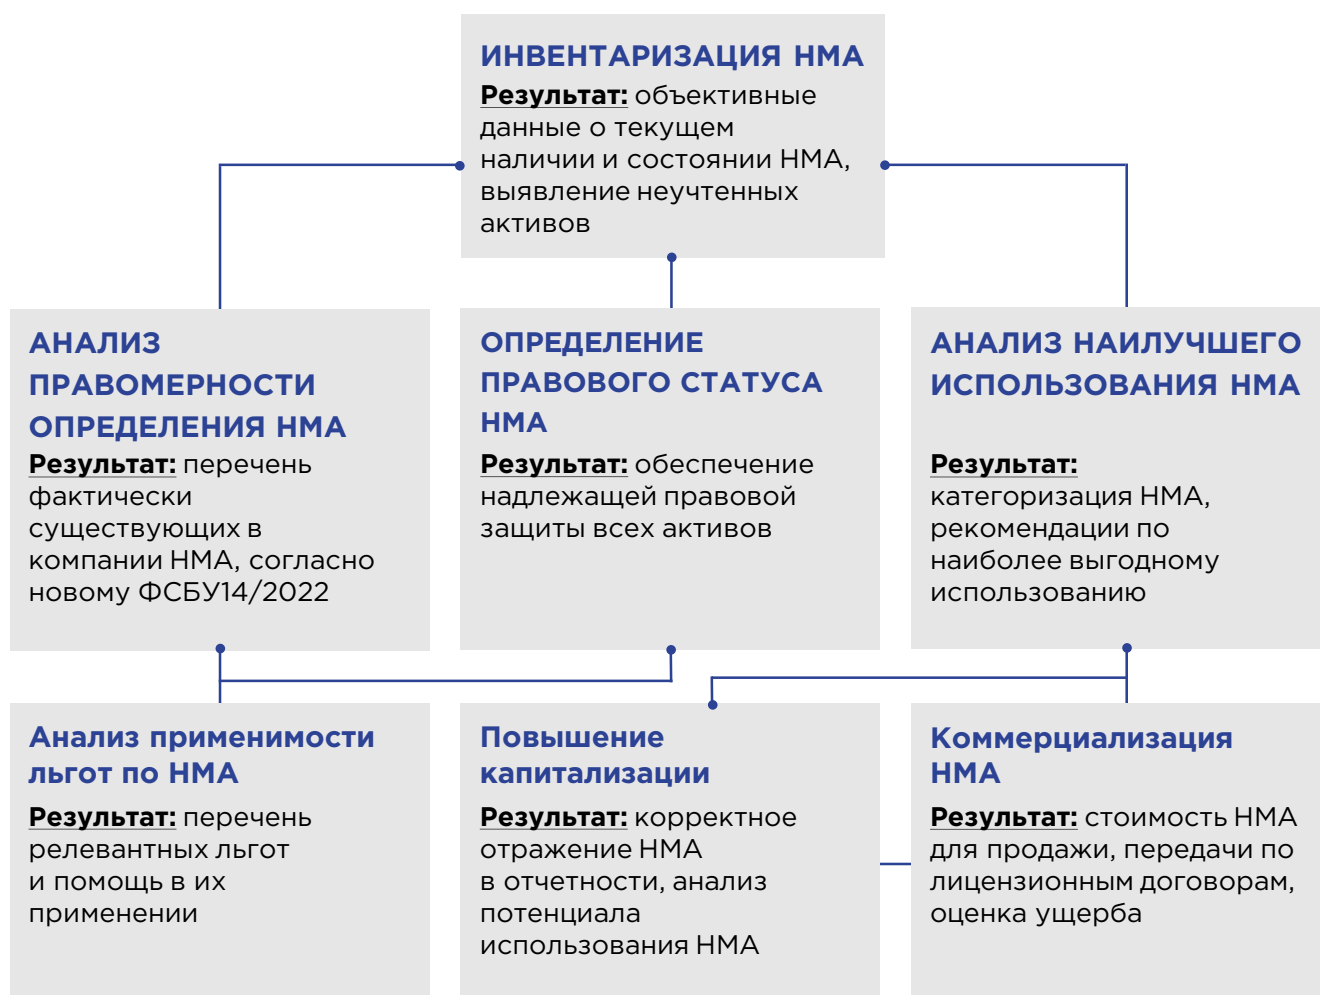 ИНВЕНТАРИЗАЦИЯ НМА
Результат: объективные
данные о текущем
наличии и состоянии НМА,
выявление неучтенных
активов
АНАЛИЗ
ПРАВОМЕРНОСТИ
ОПРЕДЕЛЕНИЯ НМА
Результат: перечень
фактически
существующих в
компании НМА, согласно
новому ФСБУ14/2022
ОПРЕДЕЛЕНИЕ
ПРАВОВОГО СТАТУСА
НМА
Результат: обеспечение
надлежащей правовой
защиты всех активов
АНАЛИЗ НАИЛУЧШЕГО
ИСПОЛЬЗОВАНИЯ НМА
Результат:
категоризация НМА,
рекомендации по
наиболее выгодному
использованию
Анализ применимости
льгот по НМА
Результат: перечень
релевантных льгот
и помощь в их
применении
Повышение
капитализации
Результат: корректное
отражение НМА
в отчетности, анализ
потенциала
использования НМА
Коммерциализация
НМА
Результат: стоимость НМА
для продажи, передачи по
лицензионным договорам,
оценка ущерба